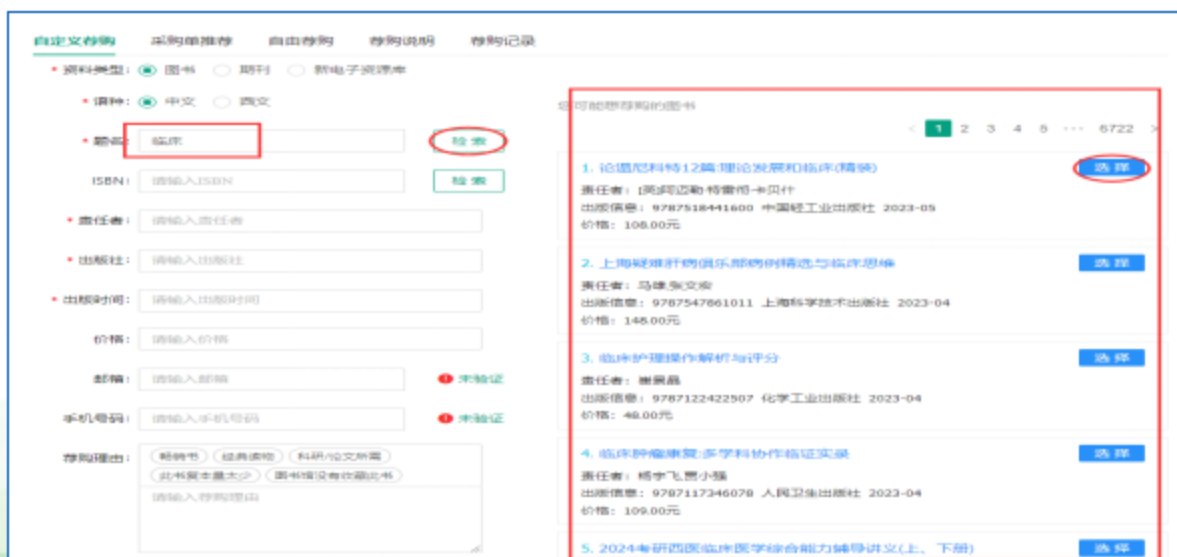 自定义荐购 采购单推荐 自由荐购 荐购说明 荐购记录
* 资料类型: 图书 期刊 新电子资源库
* 语种: 中文 西文
* 题名: 临床 检索
ISBN: 请输入ISBN 检索
* 责任者: 请输入责任者
* 出版社: 请输入出版社
* 出版时间: 请输入出版时间
价格: 请输入价格
邮箱: 请输入邮箱 未验证
手机号码: 请输入手机号码 未验证
荐购理由: 畅销书 经典读物 科研/论文所需
此书复本量太少 图书馆没有收藏此书
请输入荐购理由
您可能想荐购的图书
< 1 2 3 4 5 ··· 6722 >
1. 论温尼科特12篇:理论发展和临床(精装) 选择
责任者: [英]阿迈勒·特雷彻·卡贝什
出版信息: 9787518441600 中国轻工业出版社 2023-05
价格: 108.00元
2. 上海疑难肝病俱乐部病例精选与临床思维 选择
责任者: 马雄,张文宏
出版信息: 9787547861011 上海科学技术出版社 2023-04
价格: 148.00元
3. 临床护理操作解析与评分 选择
责任者: 崔景晶
出版信息: 9787122422507 化学工业出版社 2023-04
价格: 48.00元
4. 临床肿瘤康复:多学科协作临证实录 选择
责任者: 杨宇飞,贾小强
出版信息: 9787117346078 人民卫生出版社 2023-04
价格: 109.00元
5. 2024考研西医临床医学综合能力辅导讲义(上、下册) 选择